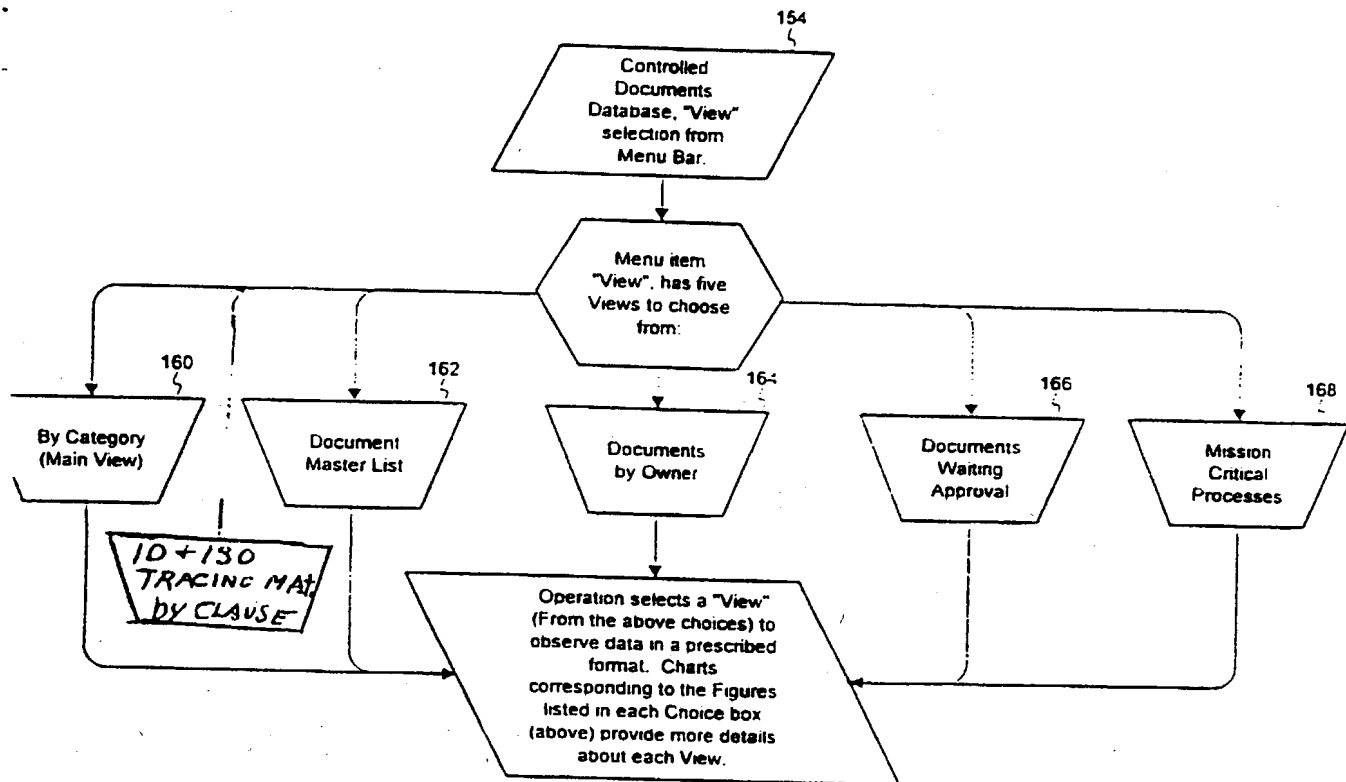 154
Controlled
Documents
Database, "View"
selection from
Menu Bar.
Menu item
"View", has five
Views to choose
from:
160
By Category
(Main View)
162
Document
Master List
164
Documents
by Owner
166
Documents
Waiting
Approval
168
Mission
Critical
Processes
10 + 130
TRACING MAT.
by CLAUSE
Operation selects a "View"
(From the above choices) to
observe data in a prescribed
format. Charts
corresponding to the Figures
listed in each Choice box
(above) provide more details
about each View.